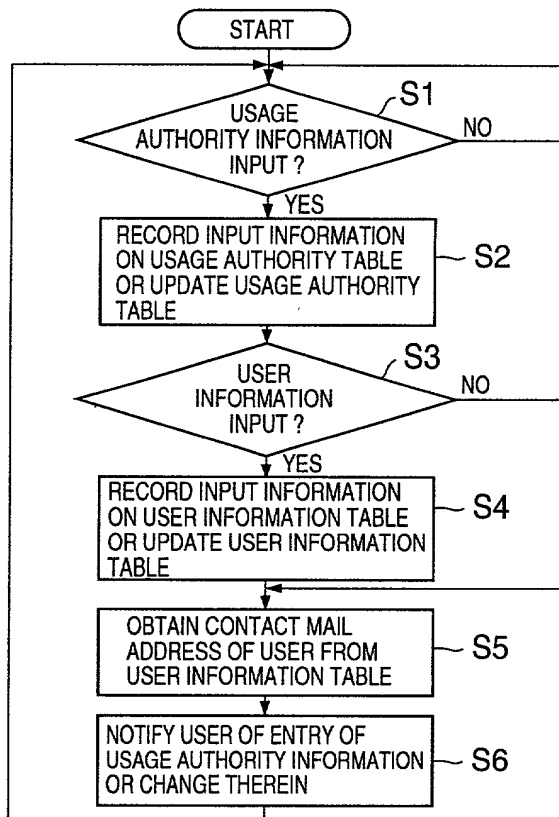 START
S1
USAGE
AUTHORITY INFORMATION
INPUT ?
NO
YES
RECORD INPUT INFORMATION
ON USAGE AUTHORITY TABLE
OR UPDATE USAGE AUTHORITY
TABLE
S2
S3
USER
INFORMATION
INPUT ?
NO
YES
RECORD INPUT INFORMATION
ON USER INFORMATION TABLE
OR UPDATE USER INFORMATION
TABLE
S4
OBTAIN CONTACT MAIL
ADDRESS OF USER FROM
USER INFORMATION TABLE
S5
NOTIFY USER OF ENTRY OF
USAGE AUTHORITY INFORMATION
OR CHANGE THEREIN
S6